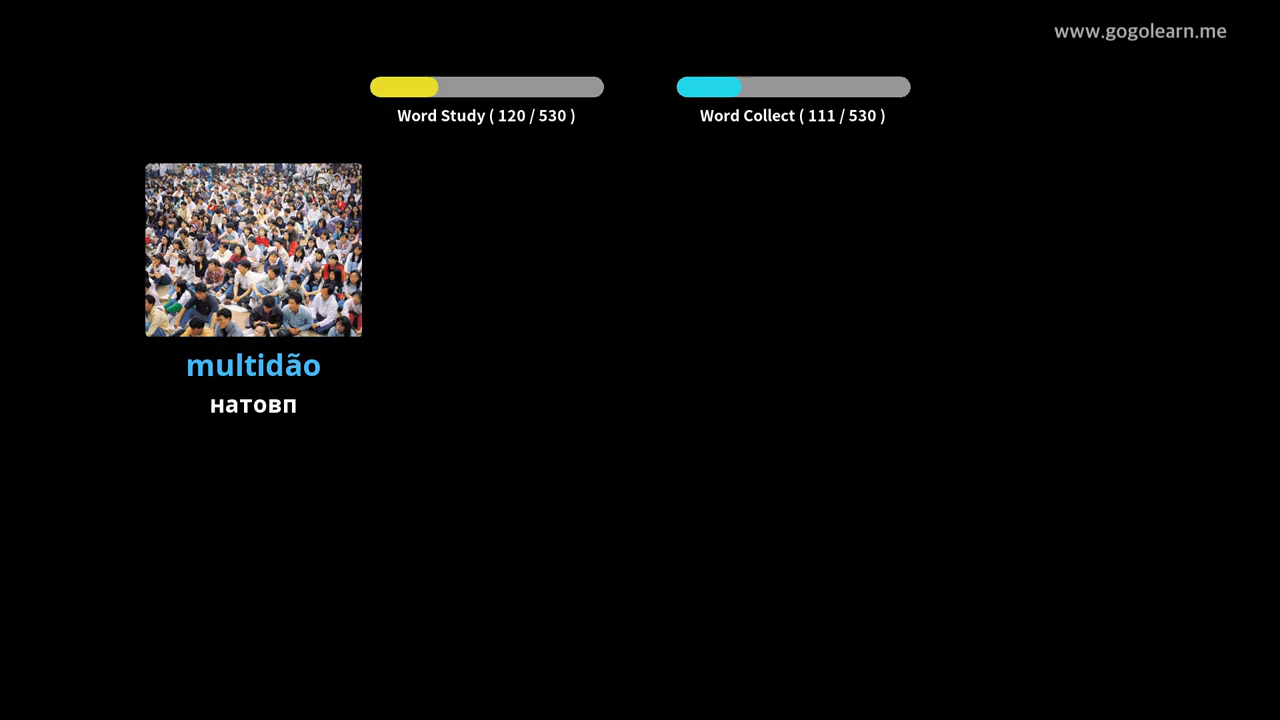 www.gogolearn.me
Word Study ( 120 / 530 )
Word Collect ( 111 / 530 )
multidão
натовп